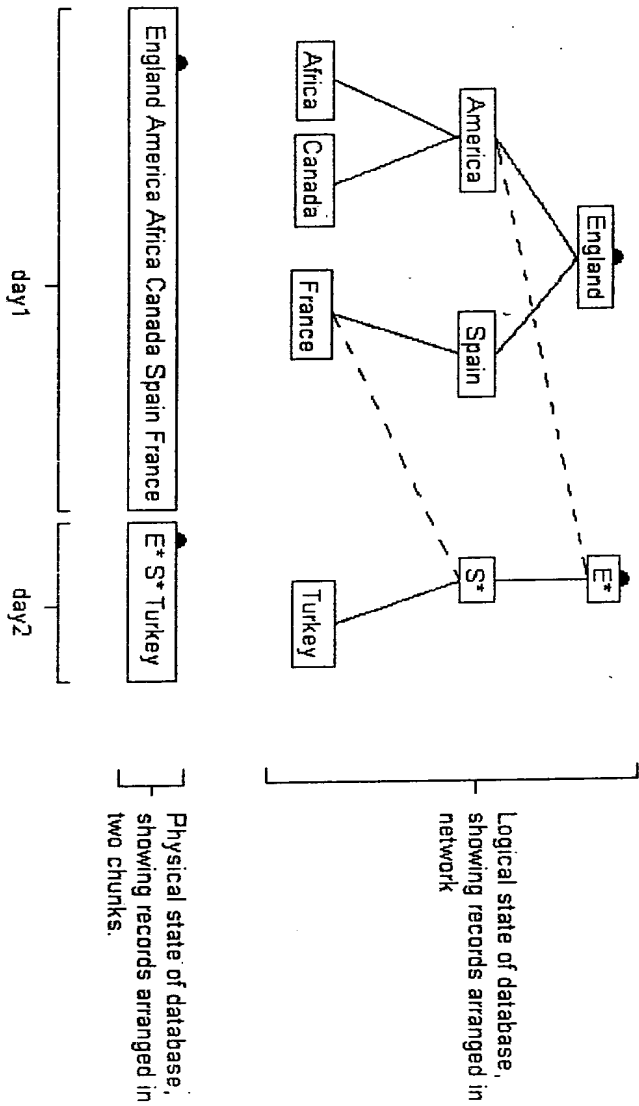 England
E*
America
Spain
S*
Africa
Canada
France
Turkey
Logical state of database,
showing records arranged in
network
England America Africa Canada Spain France
E* S* Turkey
Physical state of database,
showing records arranged in
two chunks.
day1
day2